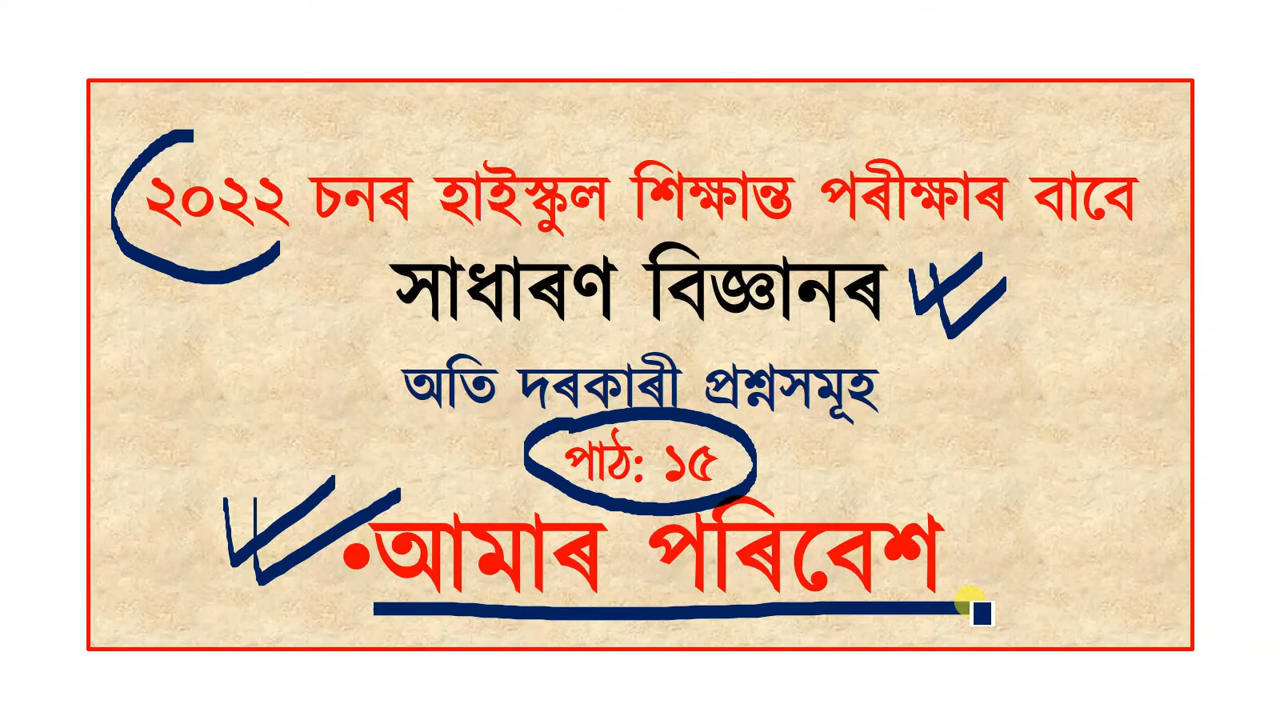 ২০২২ চনৰ হাইস্কুল শিক্ষান্ত পৰীক্ষাৰ বাবে
সাধাৰণ বিজ্ঞানৰ
অতি দৰকাৰী প্ৰশ্নসমূহ
পাঠ: ১৫
•আমাৰ পৰিবেশ